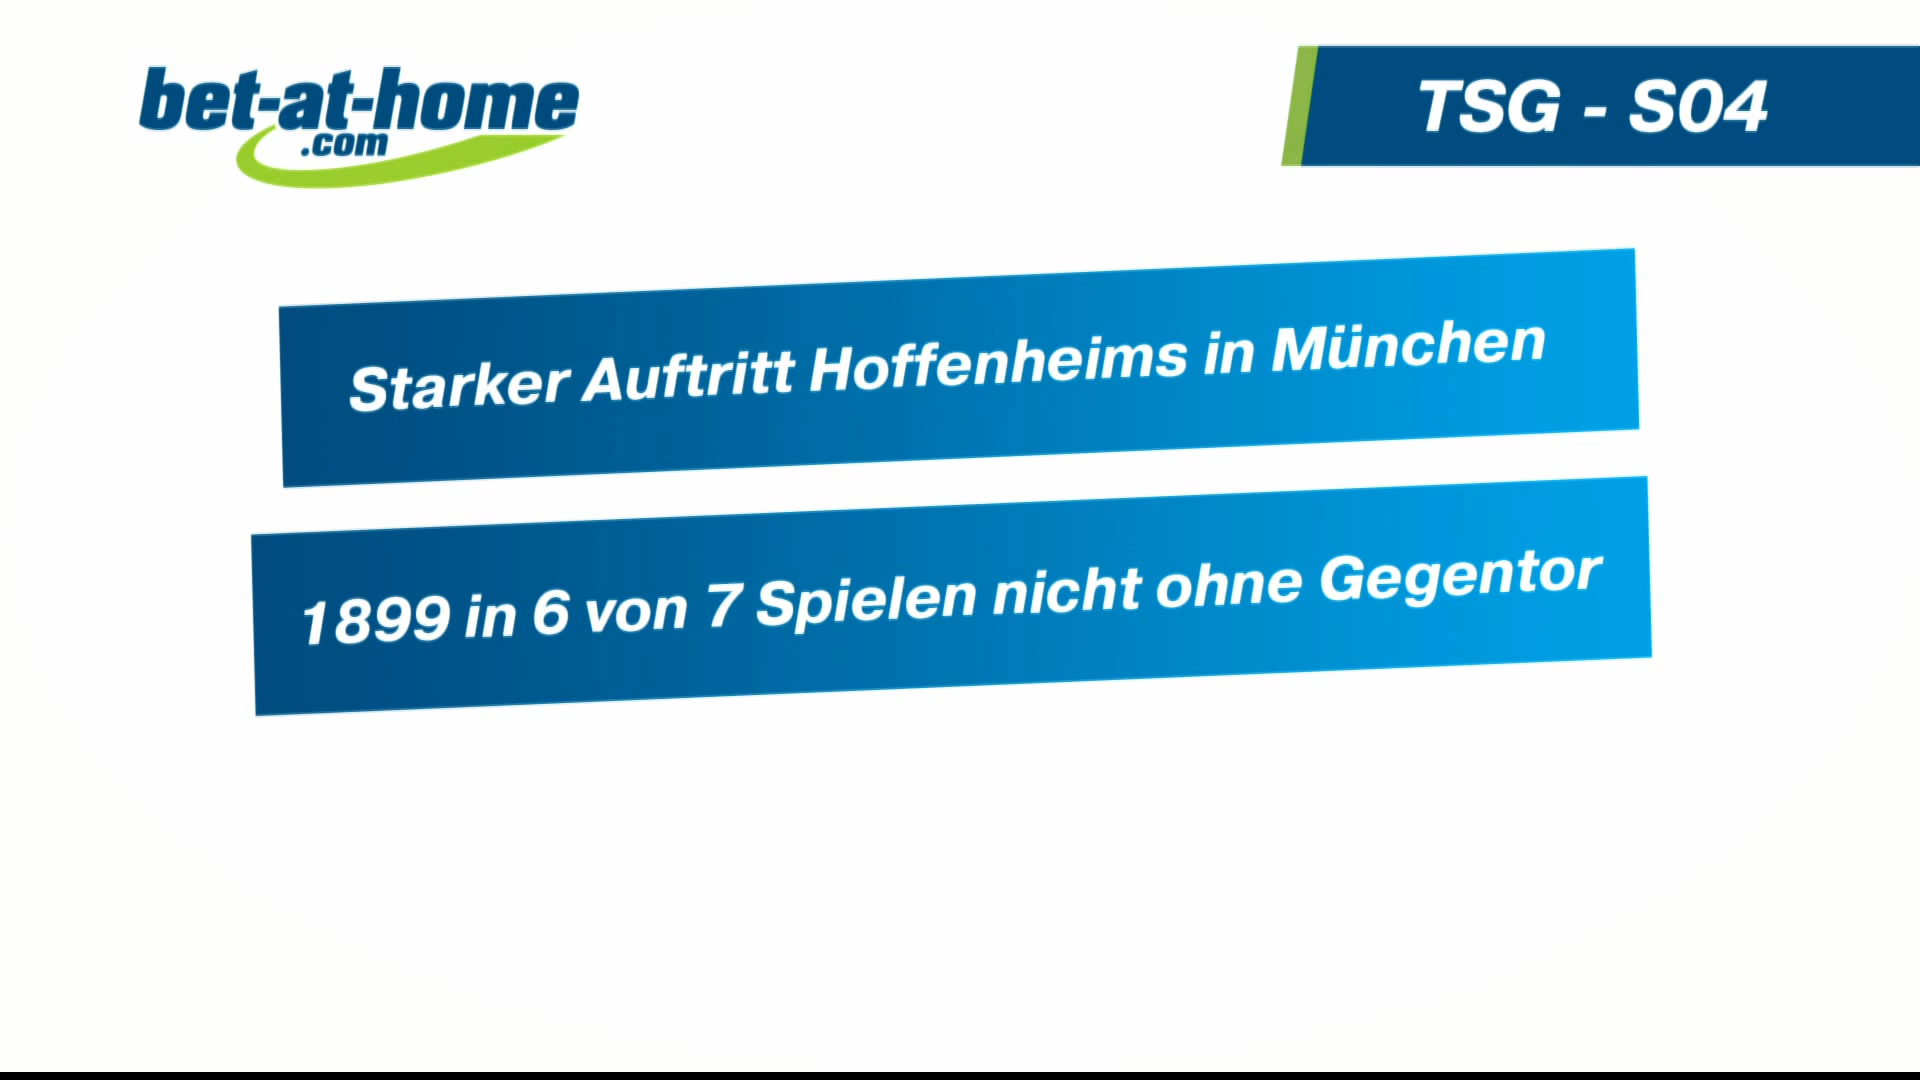 bet-at-home
.com
TSG - S04
Starker Auftritt Hoffenheims in München
1899 in 6 von 7 Spielen nicht ohne Gegentor